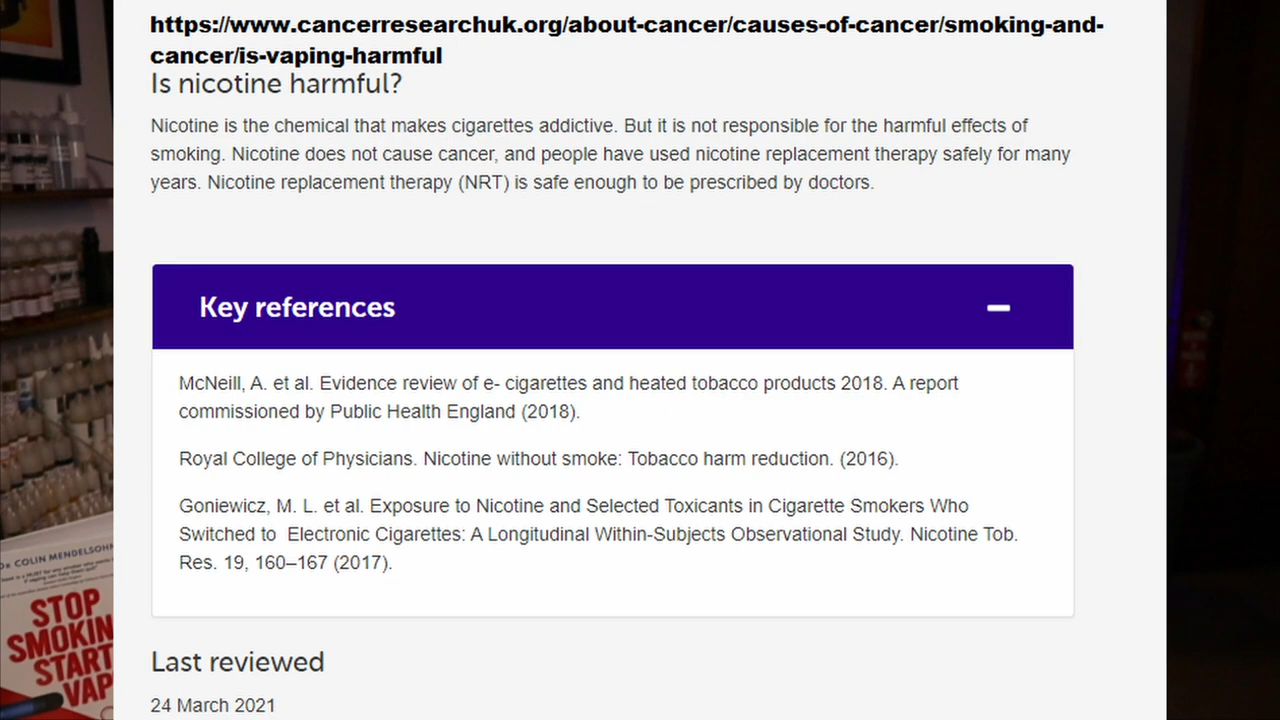 https://www.cancerresearchuk.org/about-cancer/causes-of-cancer/smoking-and-
cancer/is-vaping-harmful
Is nicotine harmful?
Nicotine is the chemical that makes cigarettes addictive. But it is not responsible for the harmful effects of
smoking. Nicotine does not cause cancer, and people have used nicotine replacement therapy safely for many
years. Nicotine replacement therapy (NRT) is safe enough to be prescribed by doctors.
Key references
McNeill, A. et al. Evidence review of e- cigarettes and heated tobacco products 2018. A report
commissioned by Public Health England (2018).
Royal College of Physicians. Nicotine without smoke: Tobacco harm reduction. (2016).
Goniewicz, M. L. et al. Exposure to Nicotine and Selected Toxicants in Cigarette Smokers Who
Switched to  Electronic Cigarettes: A Longitudinal Within-Subjects Observational Study. Nicotine Tob.
Res. 19, 160–167 (2017).
Last reviewed
24 March 2021
COLIN MENDELSOHN
STOP
SMOKIN
START
VAP